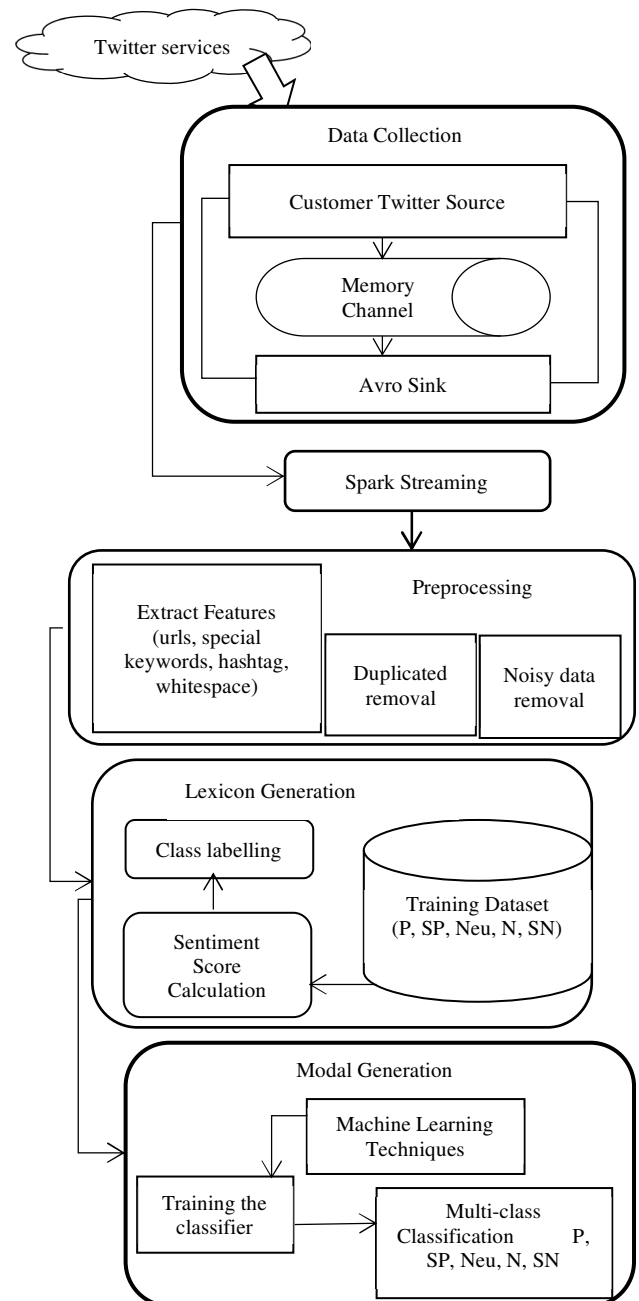 Twitter services
Data Collection
Customer Twitter Source
Memory
Channel
Avro Sink
Spark Streaming
Preprocessing
Extract Features
(urls, special
keywords, hashtag,
whitespace)
Duplicated
removal
Noisy data
removal
Lexicon Generation
Class labelling
Training Dataset
(P, SP, Neu, N, SN)
Sentiment
Score
Calculation
Modal Generation
Machine Learning
Techniques
Training the
classifier
Multi-class
Classification P,
SP, Neu, N, SN